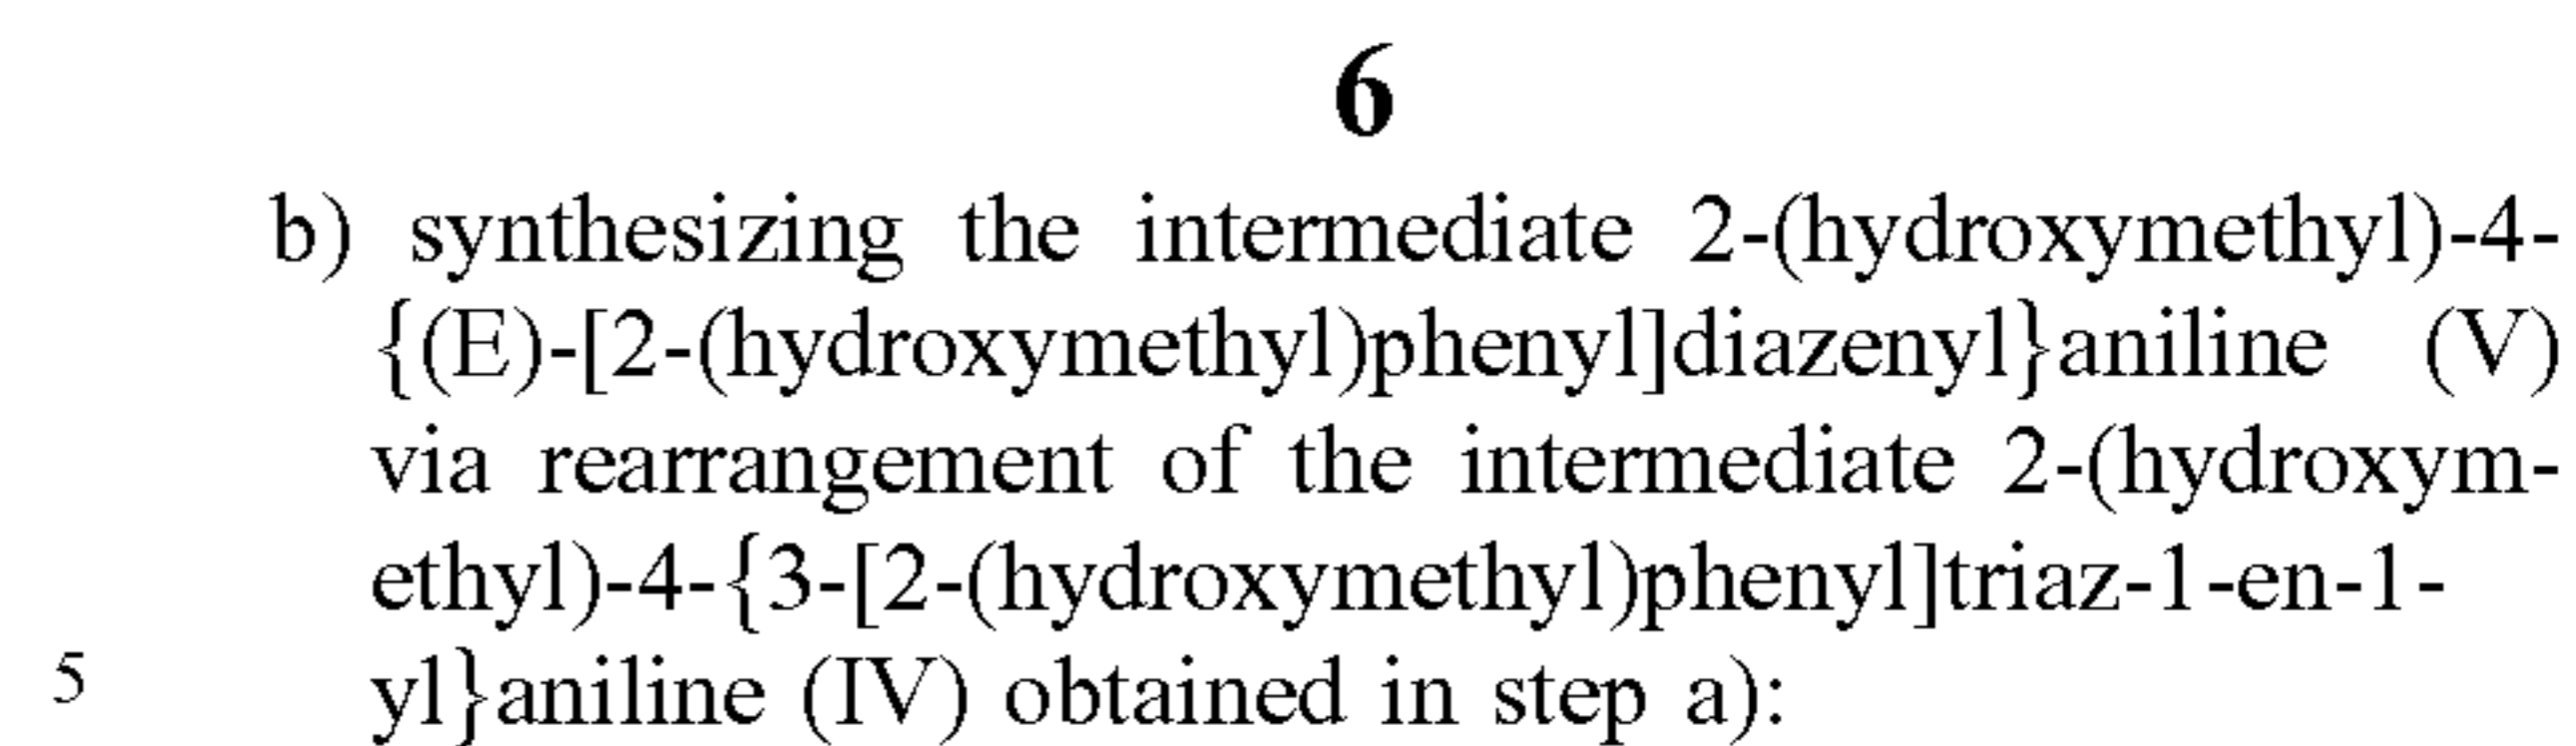 6
b) synthesizing the intermediate 2-(hydroxymethyl)-4-
{(E)-[2-(hydroxymethyl)phenyl]diazenyl}aniline (V)
via rearrangement of the intermediate 2-(hydroxym-
ethyl)-4-{3-[2-(hydroxymethyl)phenyl]triaz-1-en-1-
5 yl}aniline (IV) obtained in step a):